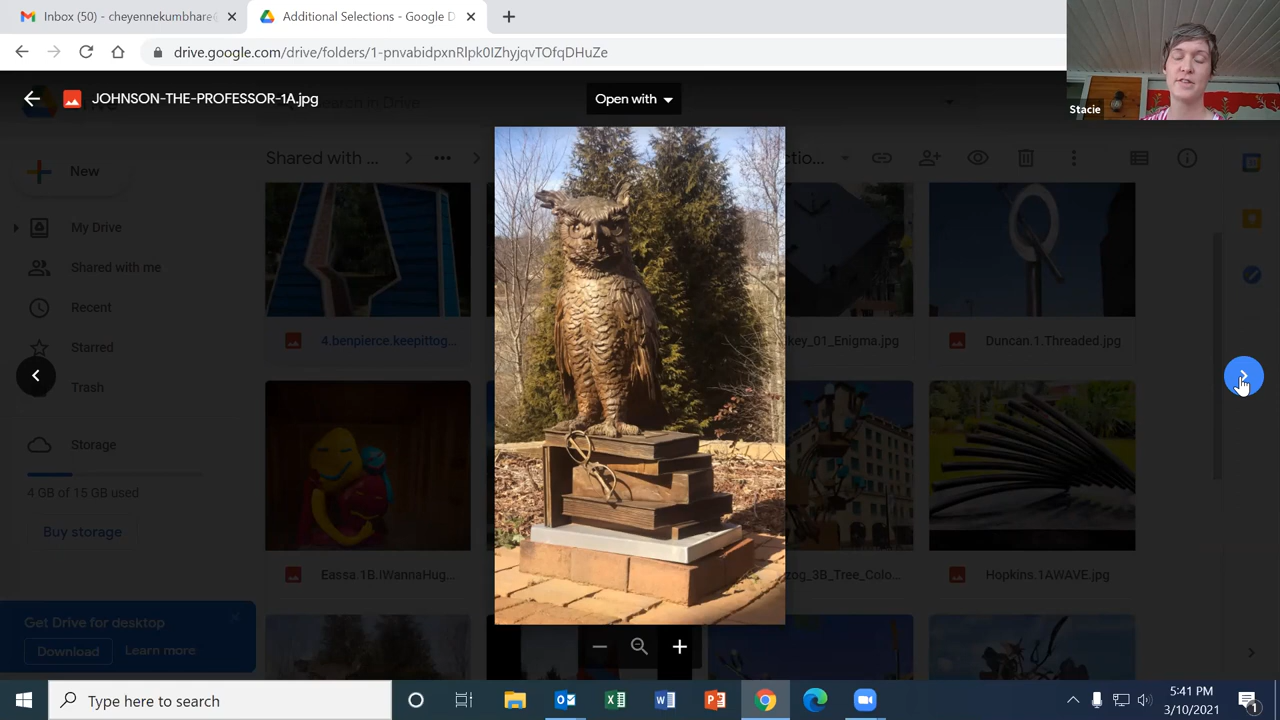 Inbox (50) - cheyennekumbhare@
Additional Selections - Google D
drive.google.com/drive/folders/1-pnvabidpxnRlpk0IZhyjqvTOfqDHuZe
Stacie
JOHNSON-THE-PROFESSOR-1A.jpg
Open with
New
Shared with ...
My Drive
Shared with me
Recent
Starred
Trash
Storage
4 GB of 15 GB used
Buy storage
4.benpierce.keepittog...
key_01_Enigma.jpg
Duncan.1.Threaded.jpg
Eassa.1B.IWannaHug...
zog_3B_Tree_Colo...
Hopkins.1AWAVE.jpg
Get Drive for desktop
Download
Learn more
Type here to search
5:41 PM
3/10/2021
1